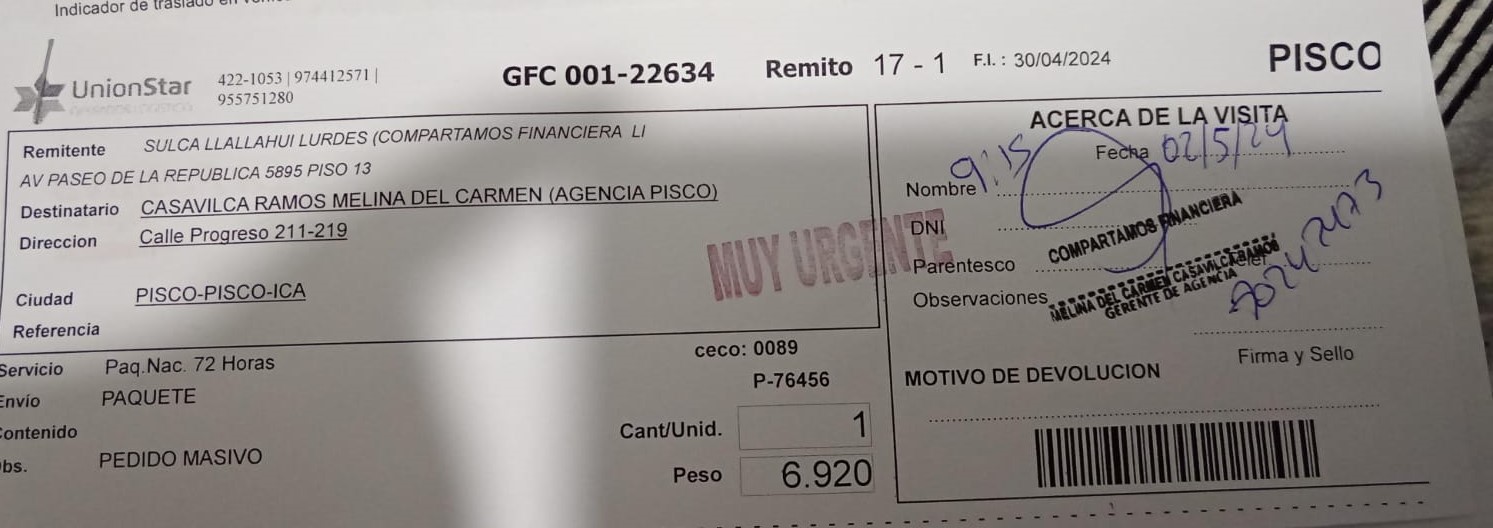 Indicador de traslado en
UnionStar 422-1053 | 974412571 |
955751280
GFC 001-22634 Remito 17 - 1 F.I. : 30/04/2024 PISCO
Remitente SULCA LLALLAHUI LURDES (COMPARTAMOS FINANCIERA LI
AV PASEO DE LA REPUBLICA 5895 PISO 13
Destinatario CASAVILCA RAMOS MELINA DEL CARMEN (AGENCIA PISCO)
Direccion Calle Progreso 211-219
Ciudad PISCO-PISCO-ICA
Referencia
MUY URGENTE
ACERCA DE LA VISITA
Fecha 02/5/24
Nombre 9:15
DNI
COMPARTAMOS FINANCIERA
Parentesco
Observaciones
MELINA DEL CARMEN CASAVILCA RAMOS
GERENTE DE AGENCIA
Firma y Sello
Servicio Paq.Nac. 72 Horas
Envío PAQUETE
Contenido
Obs. PEDIDO MASIVO
ceco: 0089
P-76456
Cant/Unid. 1
Peso 6.920
MOTIVO DE DEVOLUCION